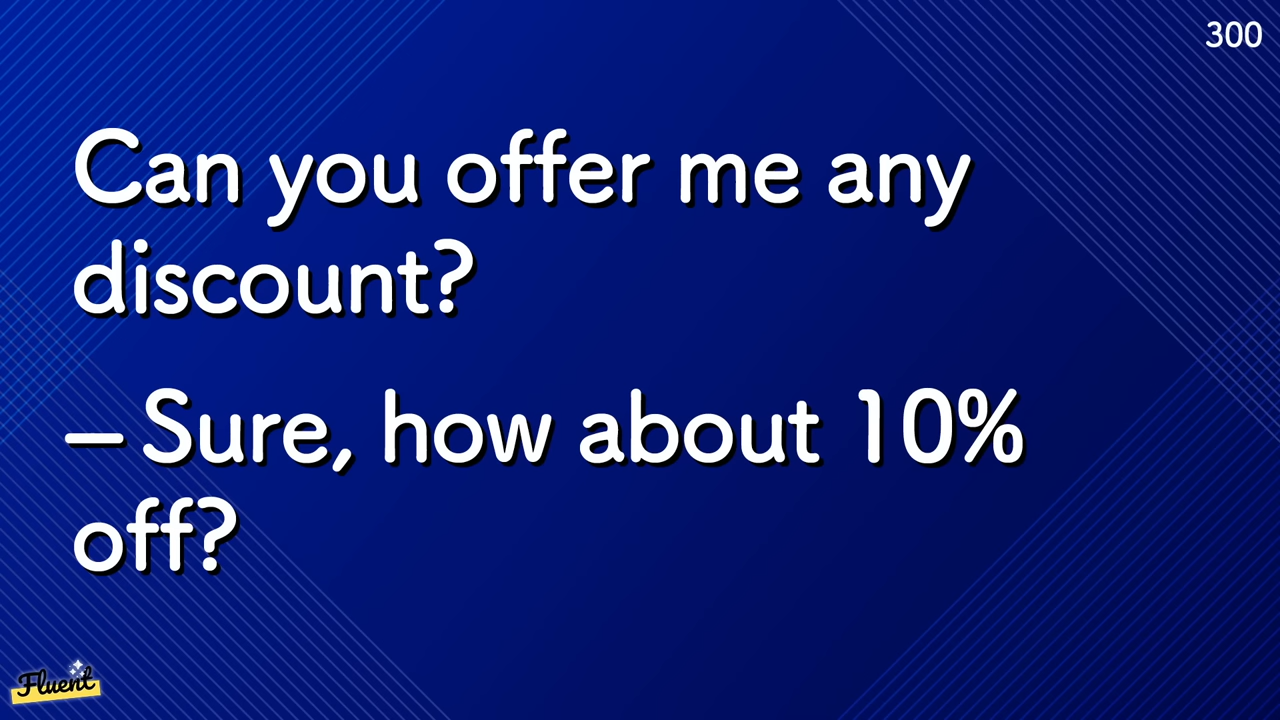 300
Can you offer me any
discount?
– Sure, how about 10%
off?
Fluent